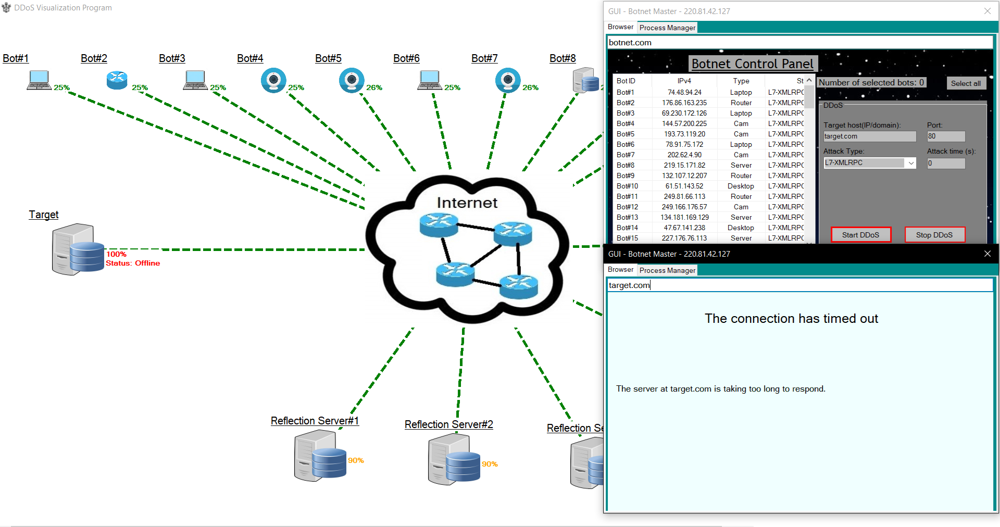 DDoS Visualization Program
Bot#1
Bot#2
Bot#3
Bot#4
Bot#5
Bot#6
Bot#7
Bot#8
25%
25%
25%
25%
26%
25%
26%
Internet
Target
100%
Status: Offline
Reflection Server#1
90%
Reflection Server#2
90%
Reflection Se
GUI - Botnet Master - 220.81.42.127
Browser Process Manager
botnet.com
Botnet Control Panel
Bot ID IPv4 Type St
Bot#1 74.48.94.24 Laptop L7-XMLRPC
Bot#2 176.86.163.235 Router L7-XMLRPC
Bot#3 69.230.172.126 Laptop L7-XMLRPC
Bot#4 144.57.200.225 Cam L7-XMLRPC
Bot#5 193.73.119.20 Cam L7-XMLRPC
Bot#6 78.91.75.172 Laptop L7-XMLRPC
Bot#7 202.62.4.90 Cam L7-XMLRPC
Bot#8 219.15.171.82 Server L7-XMLRPC
Bot#9 132.107.12.207 Router L7-XMLRPC
Bot#10 61.51.143.52 Desktop L7-XMLRPC
Bot#11 249.81.66.113 Router L7-XMLRPC
Bot#12 249.166.176.57 Cam L7-XMLRPC
Bot#13 134.181.169.129 Server L7-XMLRPC
Bot#14 47.67.141.238 Desktop L7-XMLRPC
Bot#15 227.176.76.113 Server L7-XMLRPC
Number of selected bots: 0
Select all
DDoS
Target host(IP/domain): Port:
target.com 80
Attack Type: Attack time (s):
L7-XMLRPC 0
Start DDoS Stop DDoS
GUI - Botnet Master - 220.81.42.127
Browser Process Manager
target.com
The connection has timed out
The server at target.com is taking too long to respond.